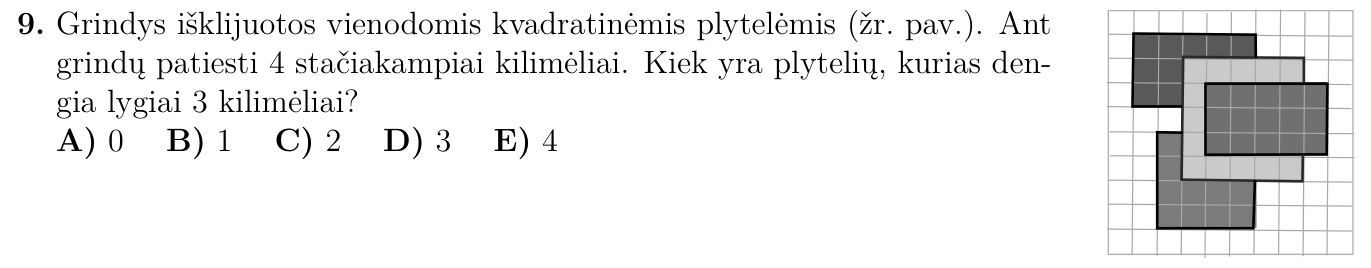 9. Grindys išklijuotos vienodomis kvadratinėmis plytelėmis (žr. pav.). Ant
grindų patiesti 4 stačiakampiai kilimėliai. Kiek yra plytelių, kurias den-
gia lygiai 3 kilimėliai?
A) 0 B) 1 C) 2 D) 3 E) 4